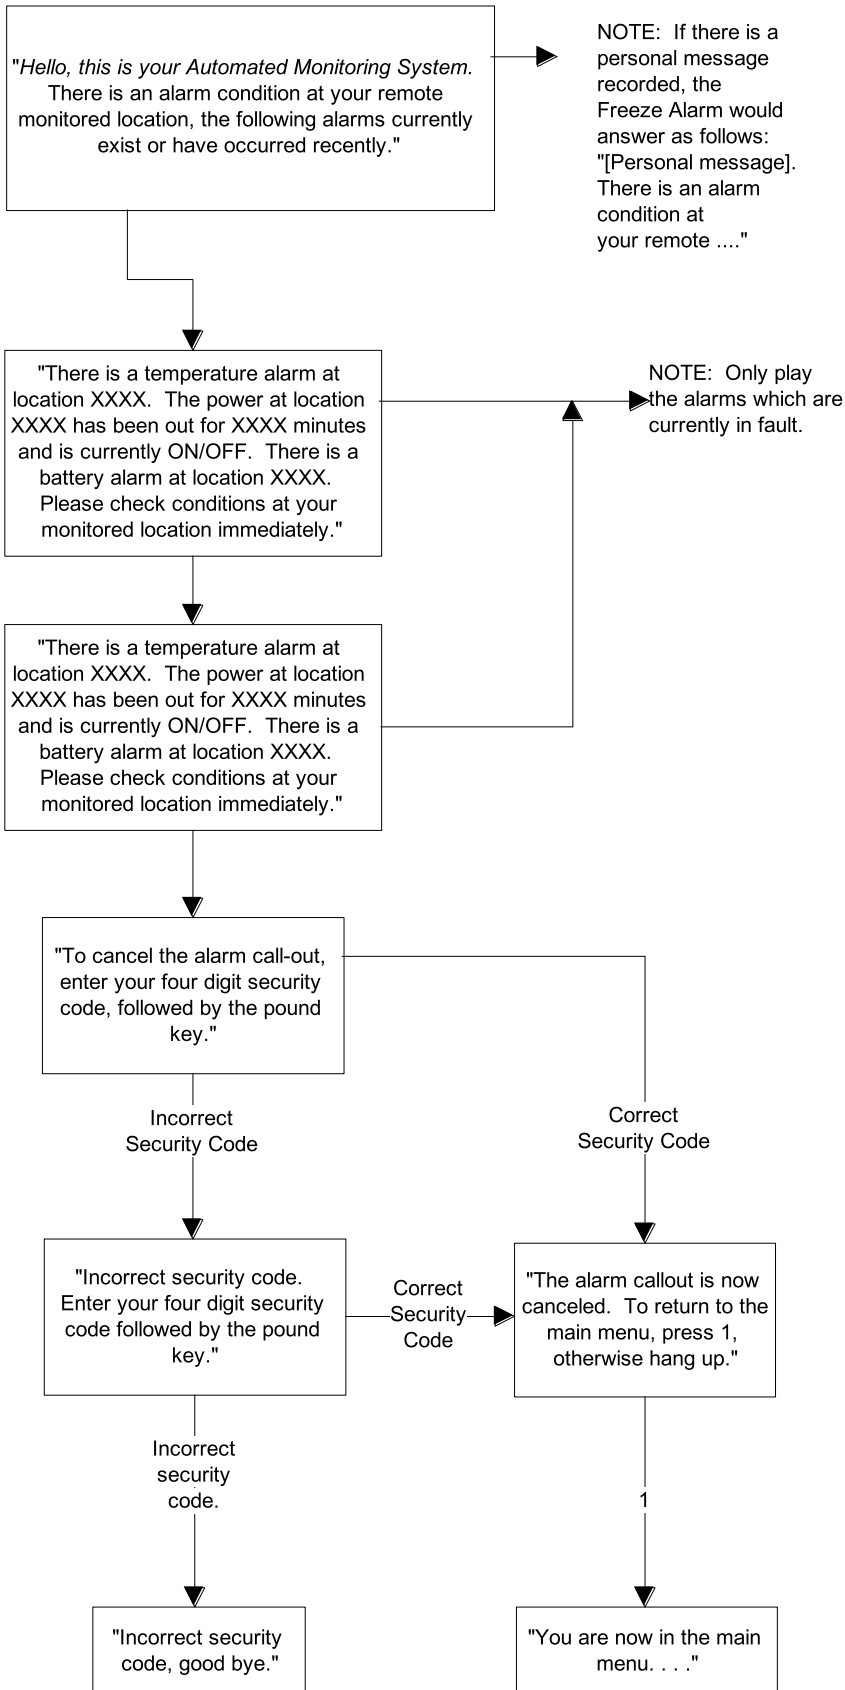 "Hello, this is your Automated Monitoring System.
There is an alarm condition at your remote
monitored location, the following alarms currently
exist or have occurred recently."
NOTE:  If there is a
personal message
recorded, the
Freeze Alarm would
answer as follows:
"[Personal message].
There is an alarm
condition at
your remote ...."
"There is a temperature alarm at
location XXXX.  The power at location
XXXX has been out for XXXX minutes
and is currently ON/OFF.  There is a
battery alarm at location XXXX.
Please check conditions at your
monitored location immediately."
NOTE:  Only play
the alarms which are
currently in fault.
"There is a temperature alarm at
location XXXX.  The power at location
XXXX has been out for XXXX minutes
and is currently ON/OFF.  There is a
battery alarm at location XXXX.
Please check conditions at your
monitored location immediately."
"To cancel the alarm call-out,
enter your four digit security
code, followed by the pound
key."
Incorrect
Security Code
Correct
Security Code
"Incorrect security code.
Enter your four digit security
code followed by the pound
key."
Correct
Security
Code
"The alarm callout is now
canceled.  To return to the
main menu, press 1,
otherwise hang up."
Incorrect
security
code.
1
"Incorrect security
code, good bye."
"You are now in the main
menu. . . ."